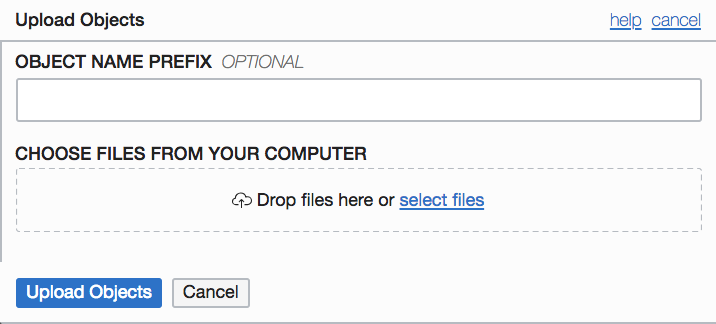 Upload Objects help cancel
OBJECT NAME PREFIX OPTIONAL
CHOOSE FILES FROM YOUR COMPUTER
Drop files here or select files
Upload Objects Cancel